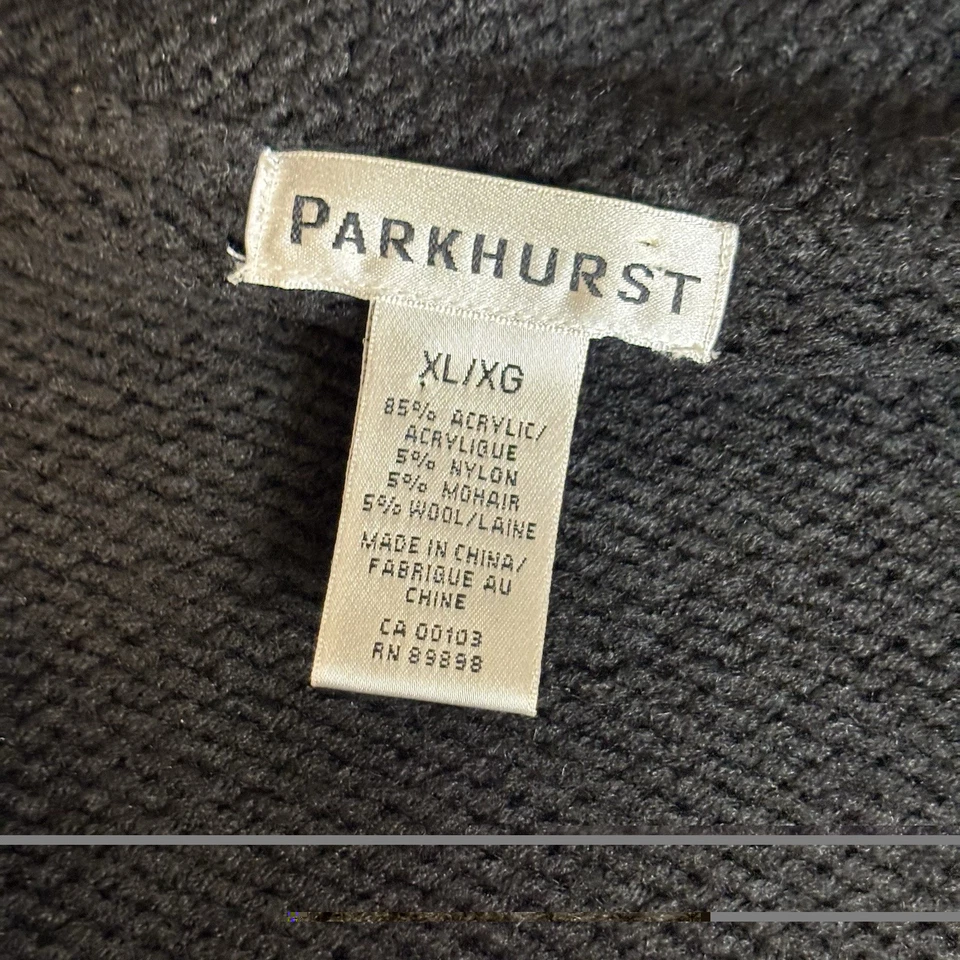 PARKHURST
XL/XG
85% ACRYLIC/
ACRYLIQUE
5% NYLON
5% MOHAIR
5% WOOL/LAINE
MADE IN CHINA/
FABRIQUE AU
CHINE
CA 00103
RN 89898